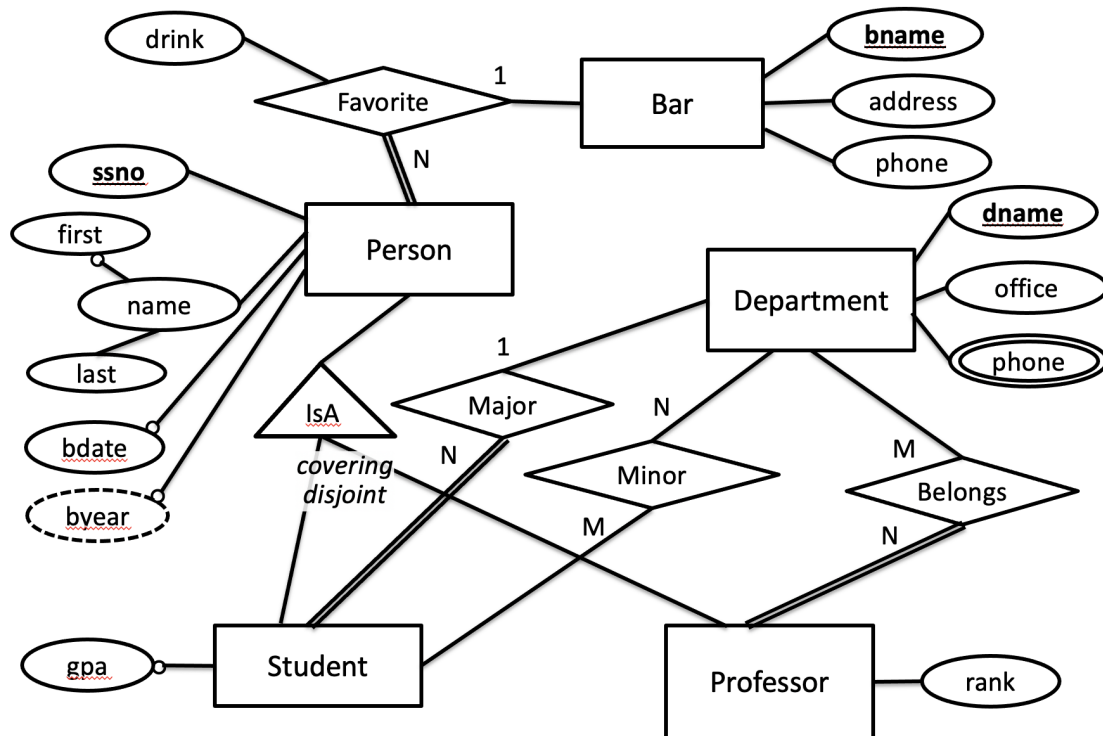 drink
Favorite
1
Bar
bname
address
phone
N
ssno
first
name
last
bdate
byear
Person
Department
dname
office
phone
IsA
covering
disjoint
1
Major
N
N
Minor
M
M
Belongs
N
gpa
Student
Professor
rank